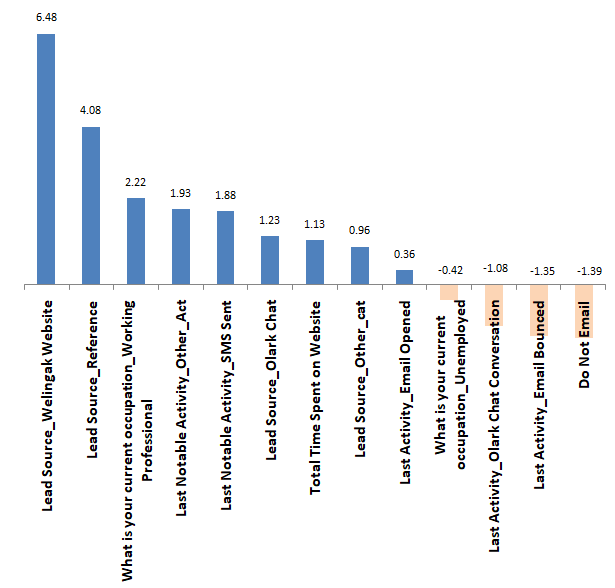 6.48
4.08
2.22
1.93
1.88
1.23
1.13
0.96
0.36
-0.42
-1.08
-1.35
-1.39
Lead Source_Welingak Website
Lead Source_Reference
What is your current occupation_Working
Professional
Last Notable Activity_Other_Act
Last Notable Activity_SMS Sent
Lead Source_Olark Chat
Total Time Spent on Website
Lead Source_Other_cat
Last Activity_Email Opened
What is your current
occupation_Unemployed
Last Activity_Olark Chat Conversation
Last Activity_Email Bounced
Do Not Email